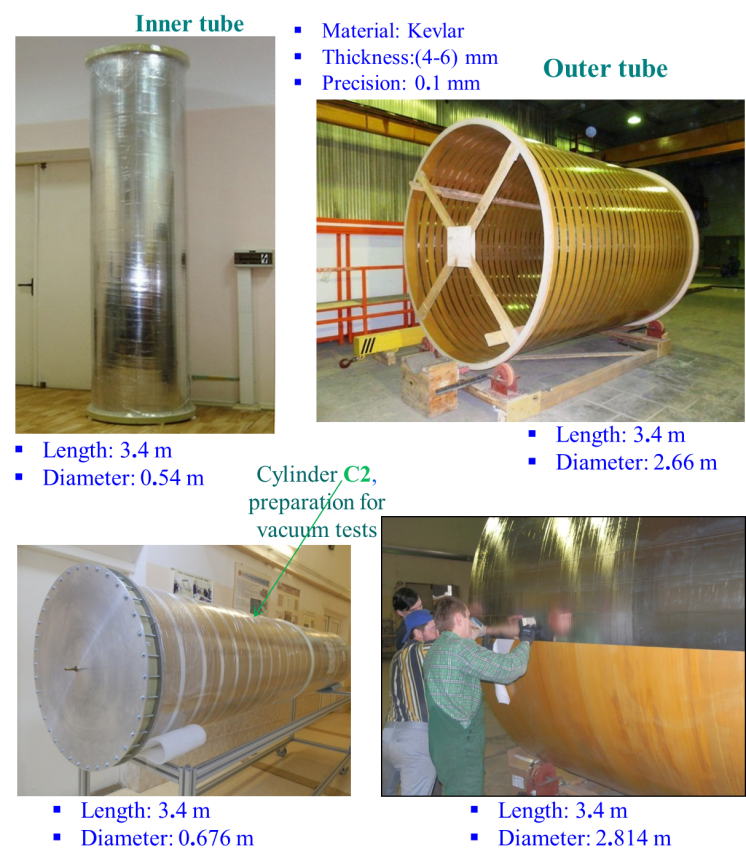 Inner tube
▪ Material: Kevlar
▪ Thickness:(4-6) mm
▪ Precision: 0.1 mm
Outer tube
▪ Length: 3.4 m
▪ Diameter: 0.54 m
▪ Length: 3.4 m
▪ Diameter: 2.66 m
Cylinder C2,
preparation for
vacuum tests
▪ Length: 3.4 m
▪ Diameter: 0.676 m
▪ Length: 3.4 m
▪ Diameter: 2.814 m